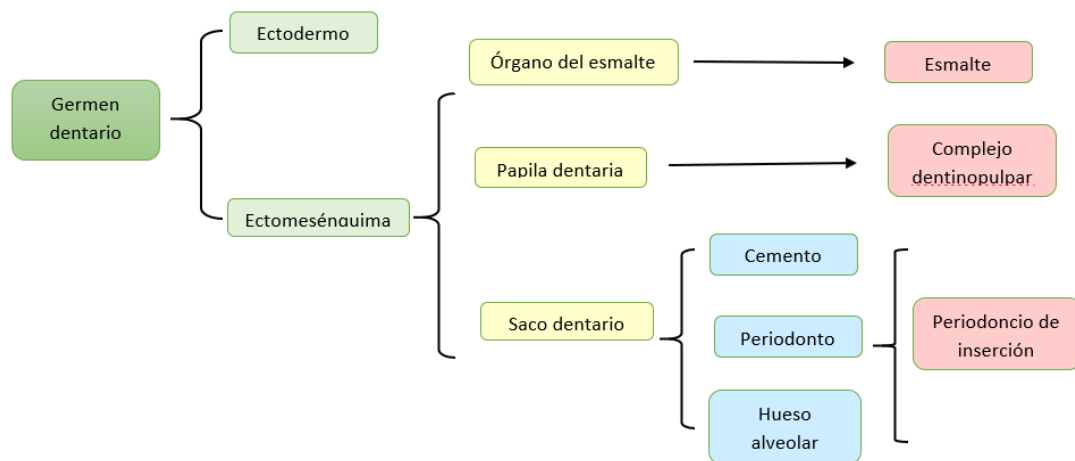 Ectodermo
Germen
dentario
Ectomesénquima
Órgano del esmalte
Esmalte
Papila dentaria
Complejo
dentinopulpar
Saco dentario
Cemento
Periodonto
Hueso
alveolar
Periodoncio de
inserción